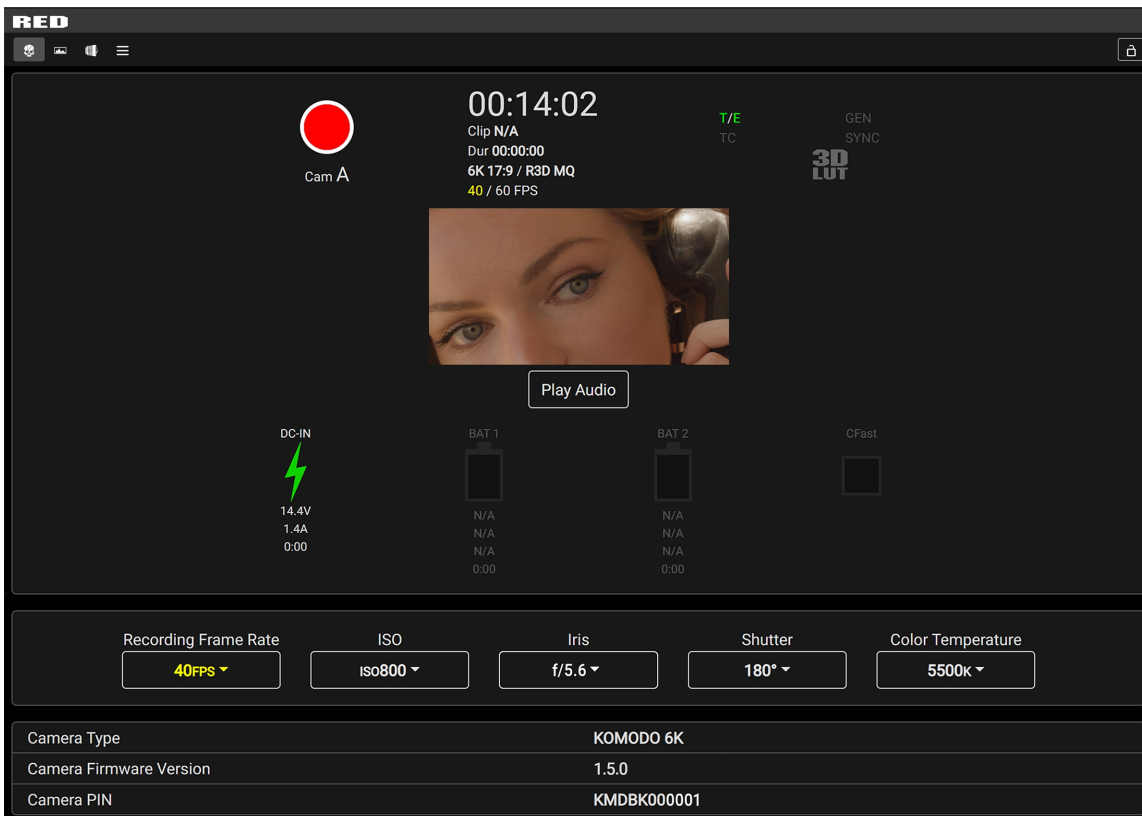 RED
00:14:02
Clip N/A
Dur 00:00:00
6K 17:9 / R3D MQ
40 / 60 FPS
Cam A
T/E
TC
GEN
SYNC
3D
LUT
Play Audio
DC-IN
14.4V
1.4A
0:00
BAT 1
N/A
N/A
N/A
0:00
BAT 2
N/A
N/A
N/A
0:00
CFast
Recording Frame Rate
40FPS
ISO
ISO800
Iris
f/5.6
Shutter
180°
Color Temperature
5500K
Camera Type KOMODO 6K
Camera Firmware Version 1.5.0
Camera PIN KMDBK000001